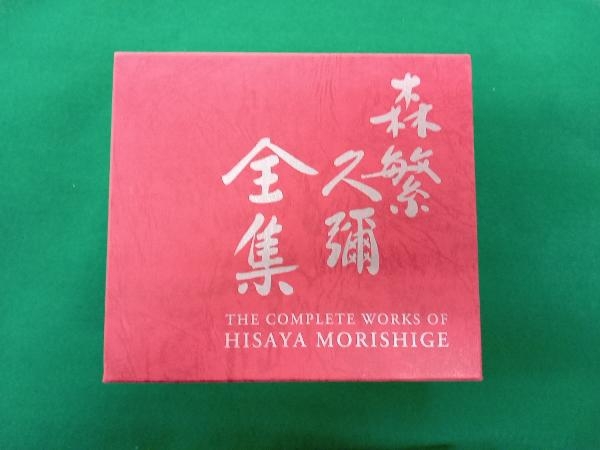 森繁
久彌
全集
THE COMPLETE WORKS OF
HISAYA MORISHIGE